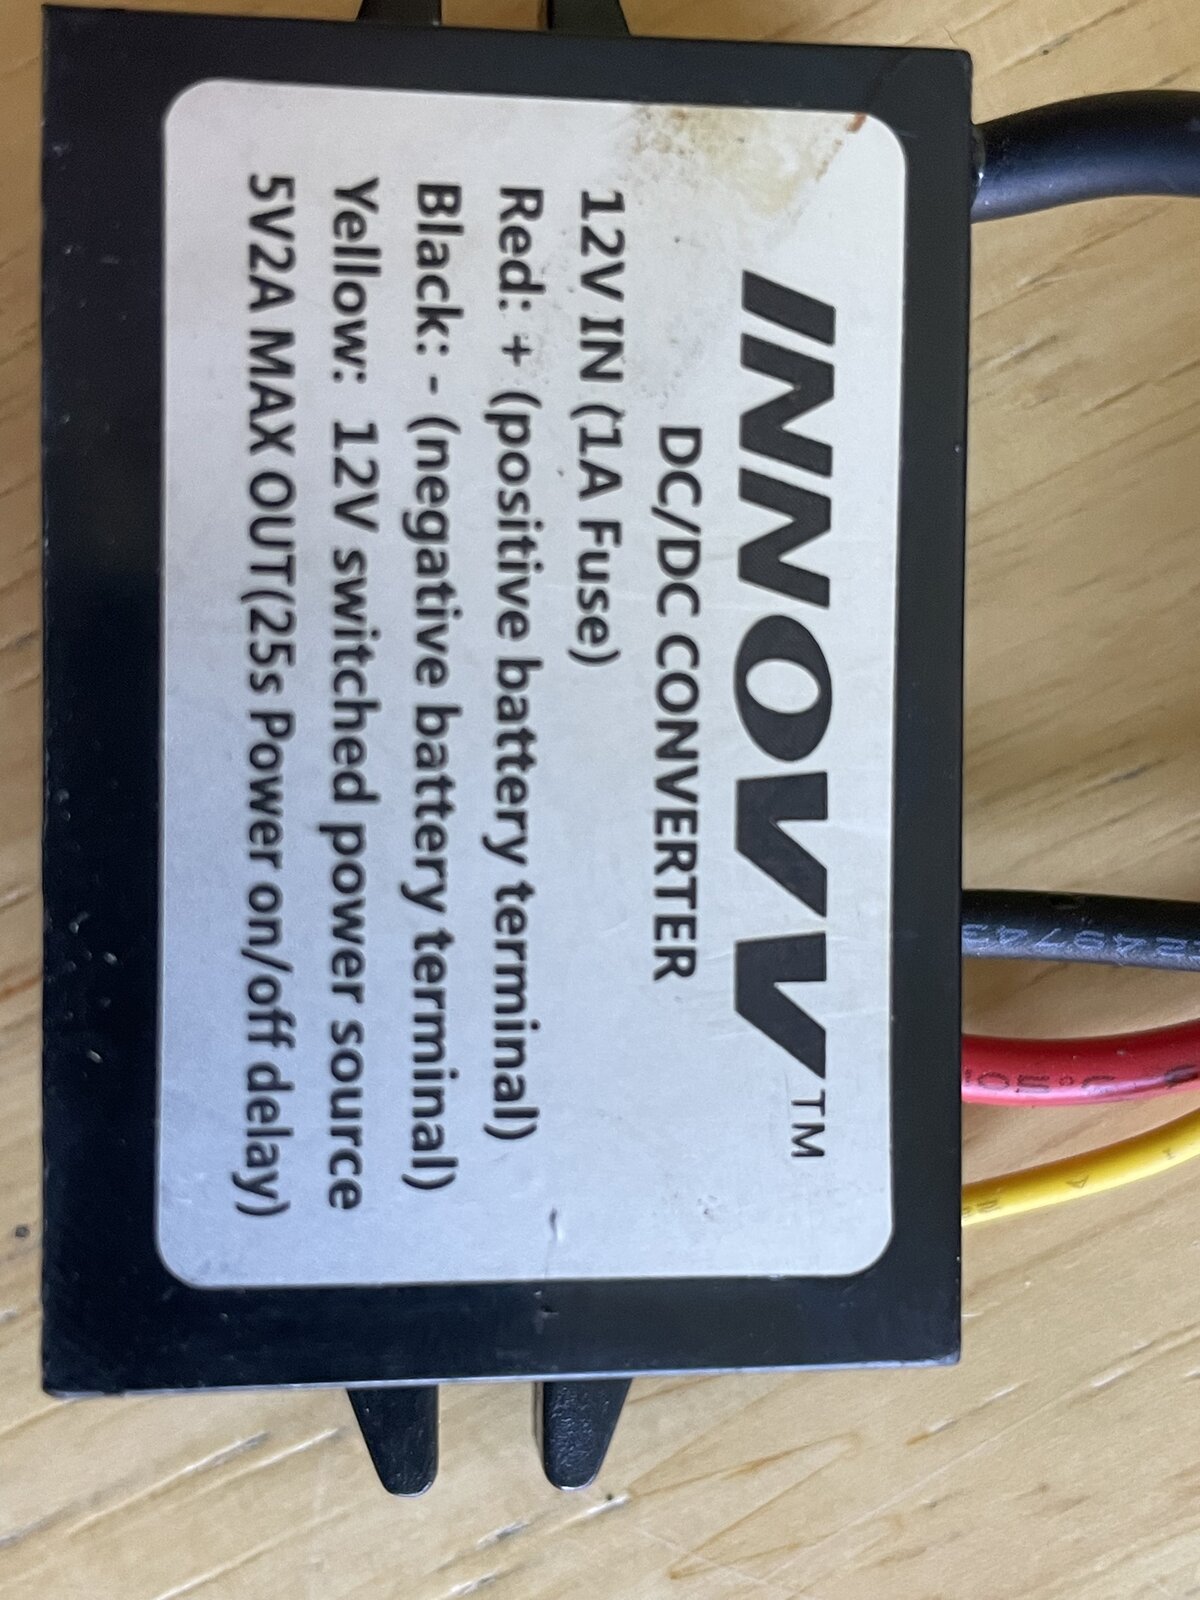 INNOVV™
DC/DC CONVERTER
12V IN (1A Fuse)
Red: + (positive battery terminal)
Black: - (negative battery terminal)
Yellow: 12V switched power source
5V2A MAX OUT(25s Power on/off delay)